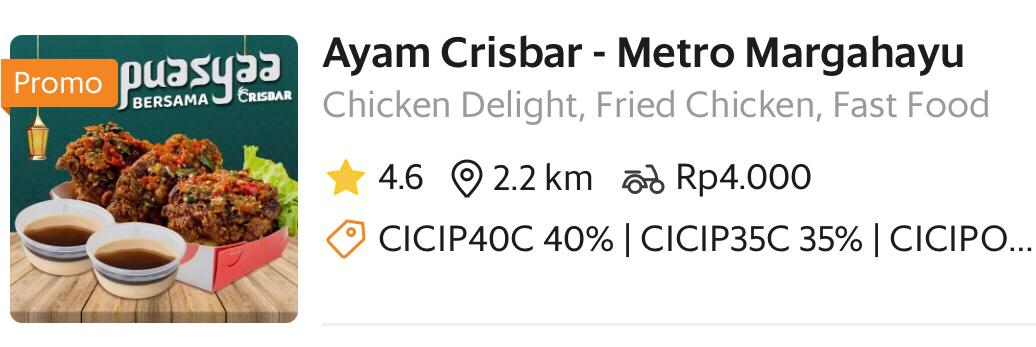 Promo
puasyaa
BERSAMA CRISBAR
Ayam Crisbar - Metro Margahayu
Chicken Delight, Fried Chicken, Fast Food
4.6 2.2 km Rp4.000
CICIP40C 40% | CICIP35C 35% | CICIPO...